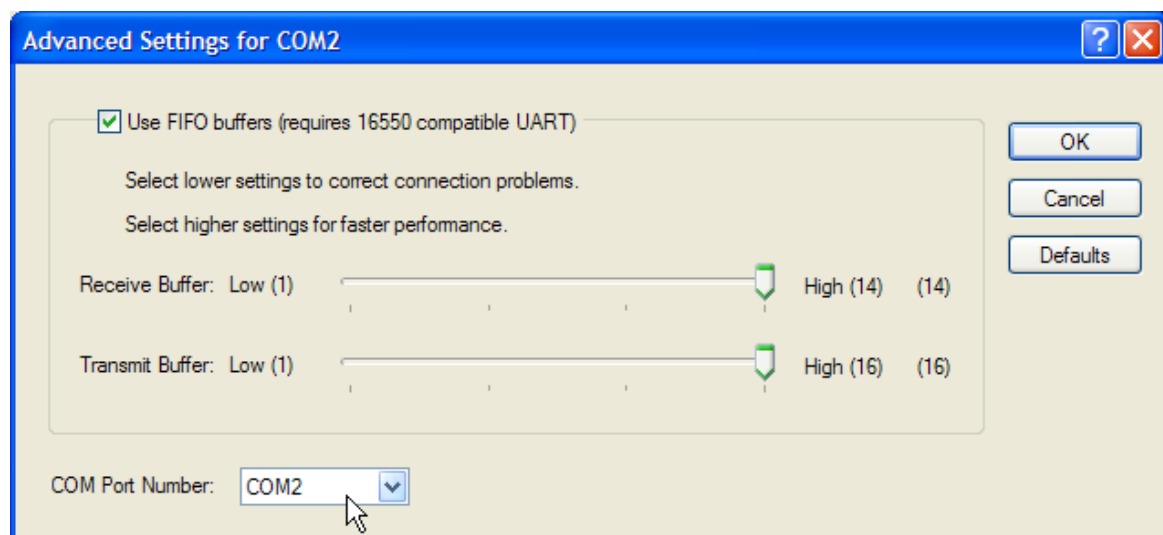 Advanced Settings for COM2
?
Use FIFO buffers (requires 16550 compatible UART)
OK
Select lower settings to correct connection problems.
Cancel
Select higher settings for faster performance.
Defaults
Receive Buffer: Low (1) High (14) (14)
Transmit Buffer: Low (1) High (16) (16)
COM Port Number: COM2